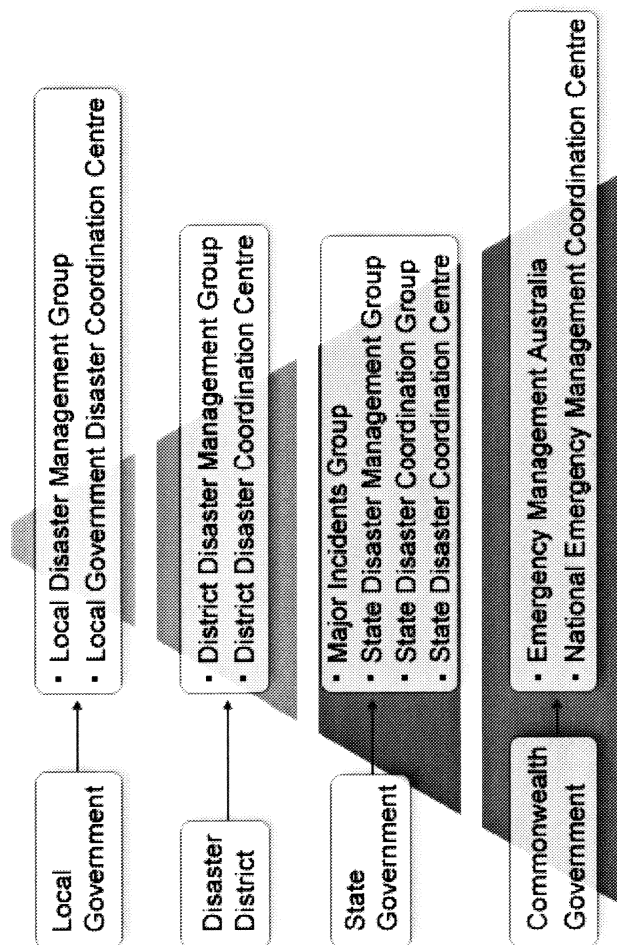 Local
Government
▪ Local Disaster Management Group
▪ Local Government Disaster Coordination Centre
Disaster
District
▪ District Disaster Management Group
▪ District Disaster Coordination Centre
State
Government
▪ Major Incidents Group
▪ State Disaster Management Group
▪ State Disaster Coordination Group
▪ State Disaster Coordination Centre
Commonwealth
Government
▪ Emergency Management Australia
▪ National Emergency Management Coordination Centre